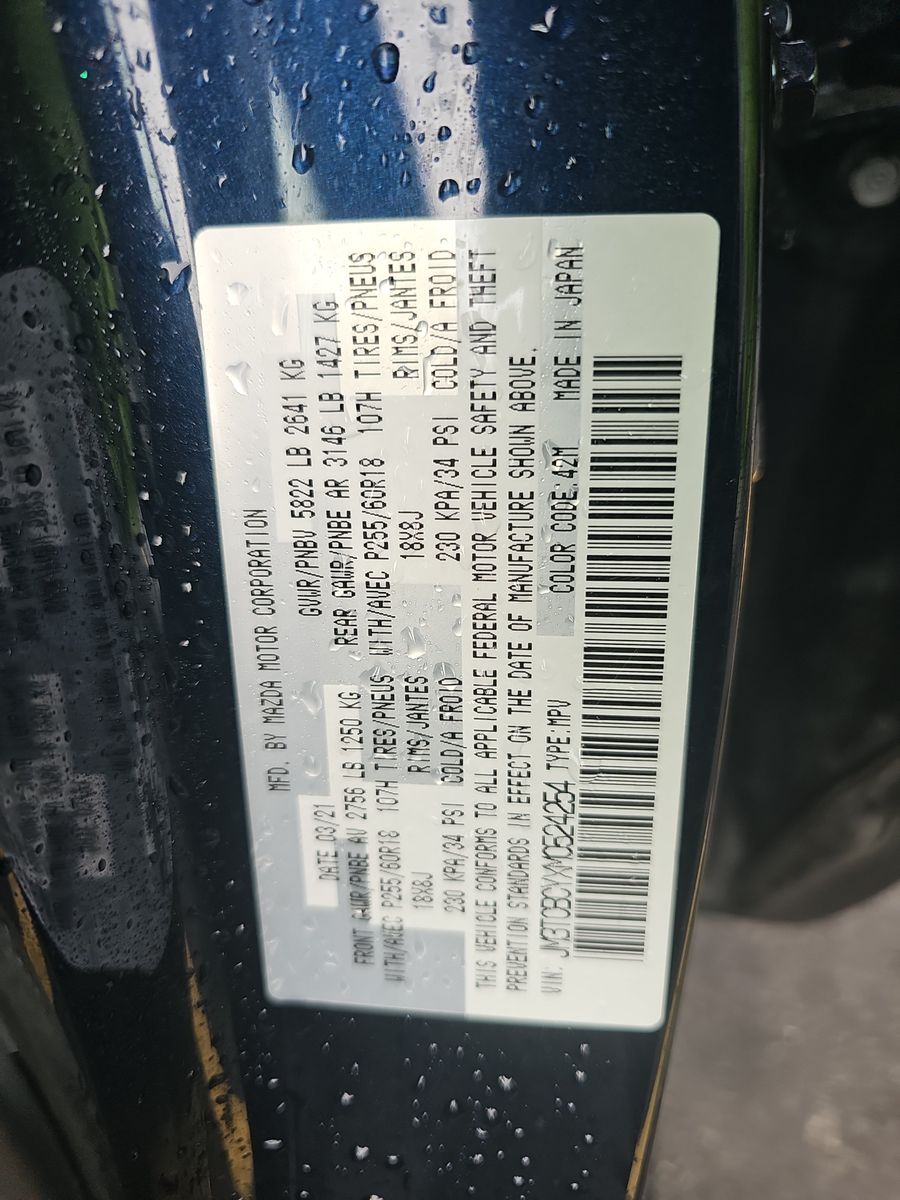 MFD. BY MAZDA MOTOR CORPORATION
DATE 03/21 GVWR/PNBV 5822 LB 2641 KG
FRONT GAWR/PNBE AV 2756 LB 1250 KG REAR GAWR/PNBE AR 3146 LB 1427 KG
WITH/AVEC P255/60R18 107H TIRES/PNEUS WITH/AVEC P255/60R18 107H TIRES/PNEUS
18X8J RIMS/JANTES 18X8J RIMS/JANTES,
230 KPA/34 PSI COLD/A FROID 230 KPA/34 PSI COLD/A FROID.
THIS VEHICLE CONFORMS TO ALL APPLICABLE FEDERAL MOTOR VEHICLE SAFETY AND THEFT
PREVENTION STANDARDS IN EFFECT ON THE DATE OF MANUFACTURE SHOWN ABOVE.
VIN: JM3TCBCYXM0524254 TYPE:MPV COLOR CODE:42M MADE IN JAPAN